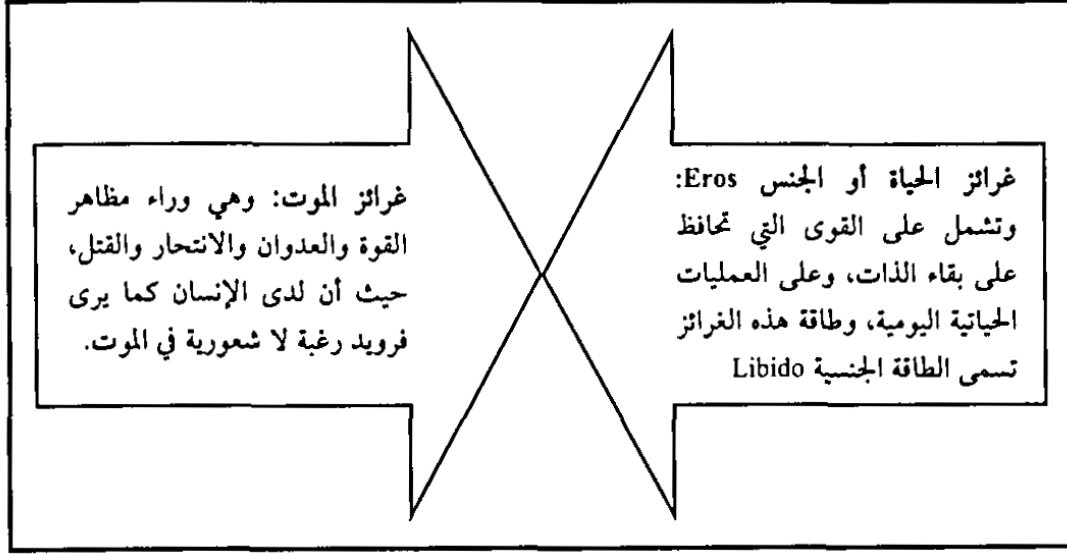 غرائز الحياة أو الجنس Eros:
وتشمل على القوى التي تحافظ
على بقاء الذات، وعلى العمليات
الحياتية اليومية، وطاقة هذه الغرائز
تسمى الطاقة الجنسية Libido
غرائز الموت: وهي وراء مظاهر
القوة والعدوان والانتحار والقتل،
حيث أن لدى الإنسان كما يرى
فرويد رغبة لا شعورية في الموت.